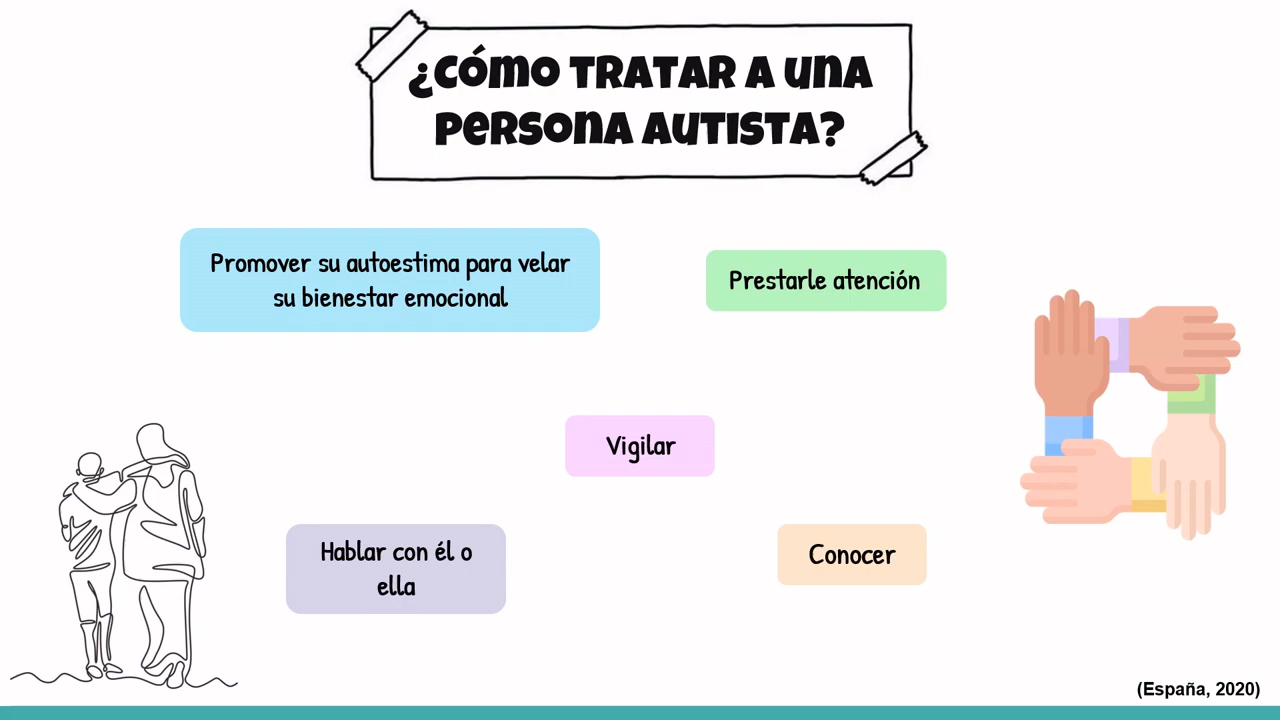 ¿Cómo tratar a una
persona autista?
Promover su autoestima para velar
su bienestar emocional
Prestarle atención
Vigilar
Hablar con él o
ella
Conocer
(España, 2020)